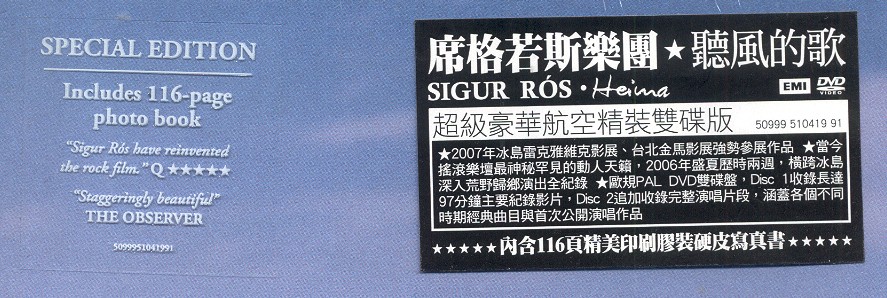 SPECIAL EDITION
Includes 116-page
photo book
"Sigur Rós have reinvented
the rock film." Q ★★★★★
"Staggeringly beautiful"
THE OBSERVER
5099951041991
席格若斯樂團★聽風的歌
SIGUR RÓS・Heima
EMI DVD VIDEO
超級豪華航空精裝雙碟版 50999 510419 91
★2007年冰島雷克雅維克影展、台北金馬影展強勢參展作品 ★當今
搖滾樂壇最神秘罕見的動人天籟，2006年盛夏歷時兩週，橫跨冰島
深入荒野歸鄉演出全紀錄 ★歐規PAL DVD雙碟盤，Disc 1收錄長達
97分鐘主要紀錄影片，Disc 2追加收錄完整演唱片段，涵蓋各個不同
時期經典曲目與首次公開演唱作品
★★★★★內含116頁精美印刷膠裝硬皮寫真書★★★★★